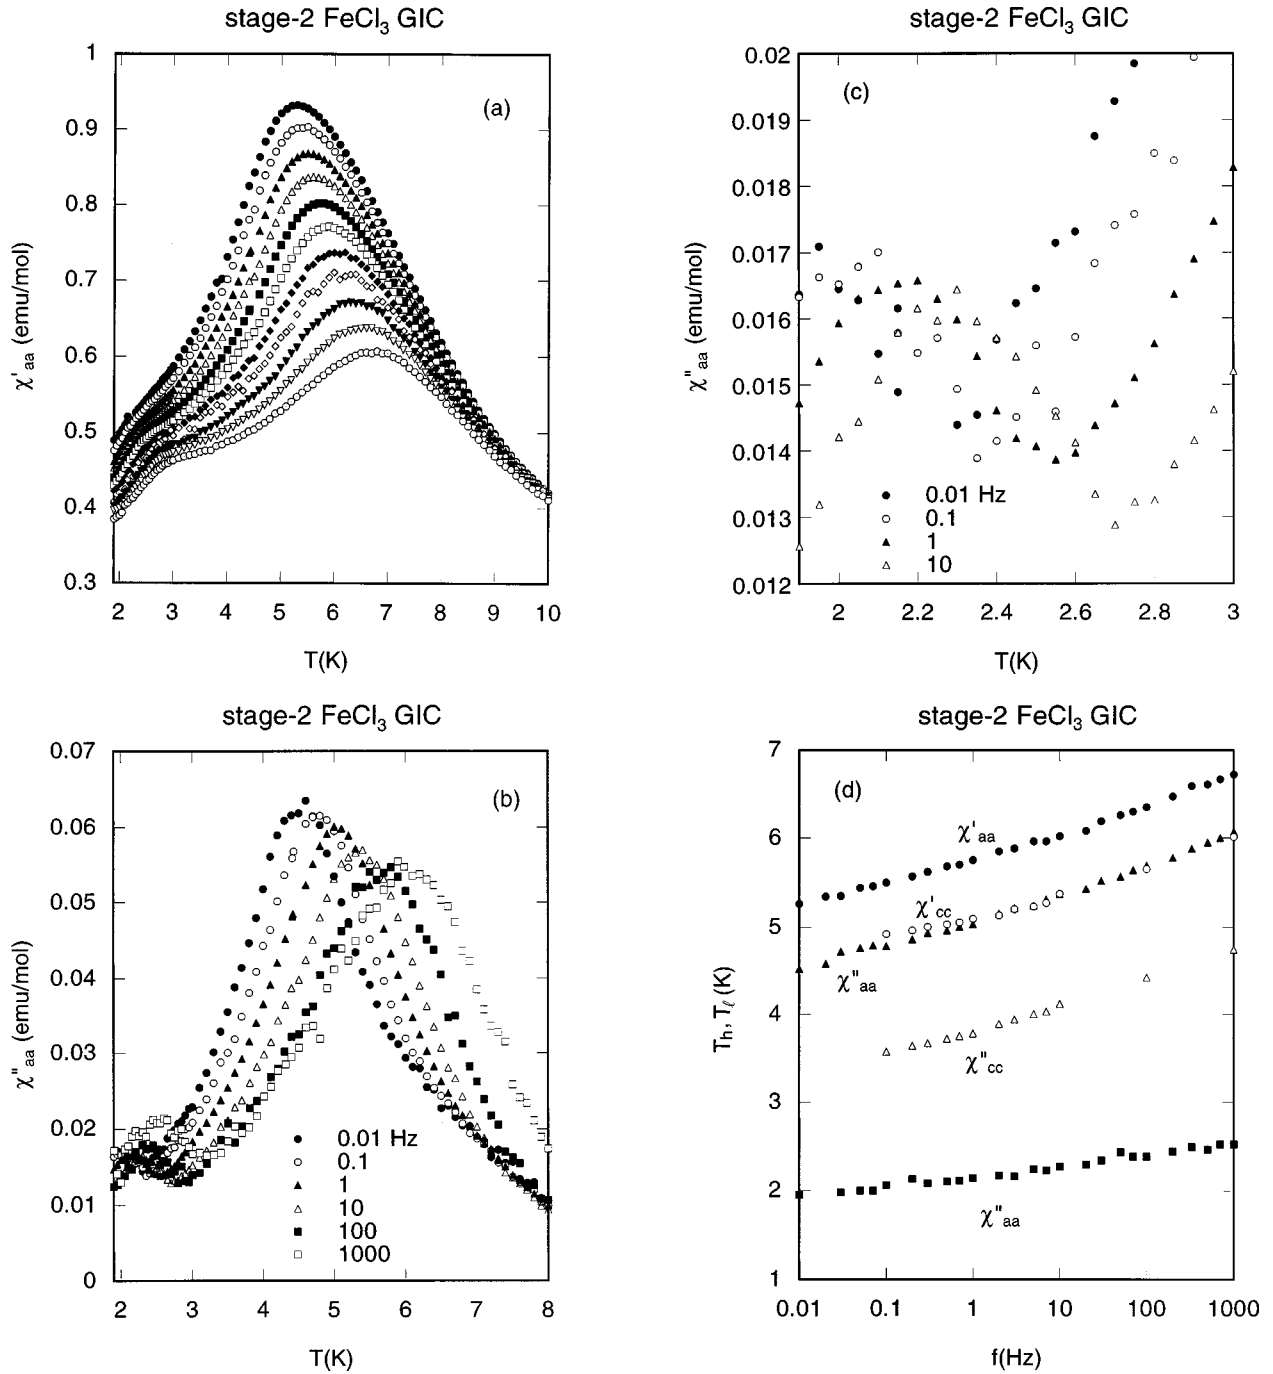 stage-2 FeCl₃ GIC
(a)
1
0.9
0.8
0.7
0.6
0.5
0.4
0.3
χ'aa (emu/mol)
2 3 4 5 6 7 8 9 10
T(K)
stage-2 FeCl₃ GIC
(c)
0.02
0.019
0.018
0.017
0.016
0.015
0.014
0.013
0.012
χ"aa (emu/mol)
0.01 Hz
0.1
1
10
2 2.2 2.4 2.6 2.8 3
T(K)
stage-2 FeCl₃ GIC
(b)
0.07
0.06
0.05
0.04
0.03
0.02
0.01
0
χ"aa (emu/mol)
0.01 Hz
0.1
1
10
100
1000
2 3 4 5 6 7 8
T(K)
stage-2 FeCl₃ GIC
(d)
7
6
5
4
3
2
1
Tₕ, Tℓ (K)
χ'aa
χ'cc
χ"aa
χ"cc
χ"aa
0.01 0.1 1 10 100 1000
f(Hz)